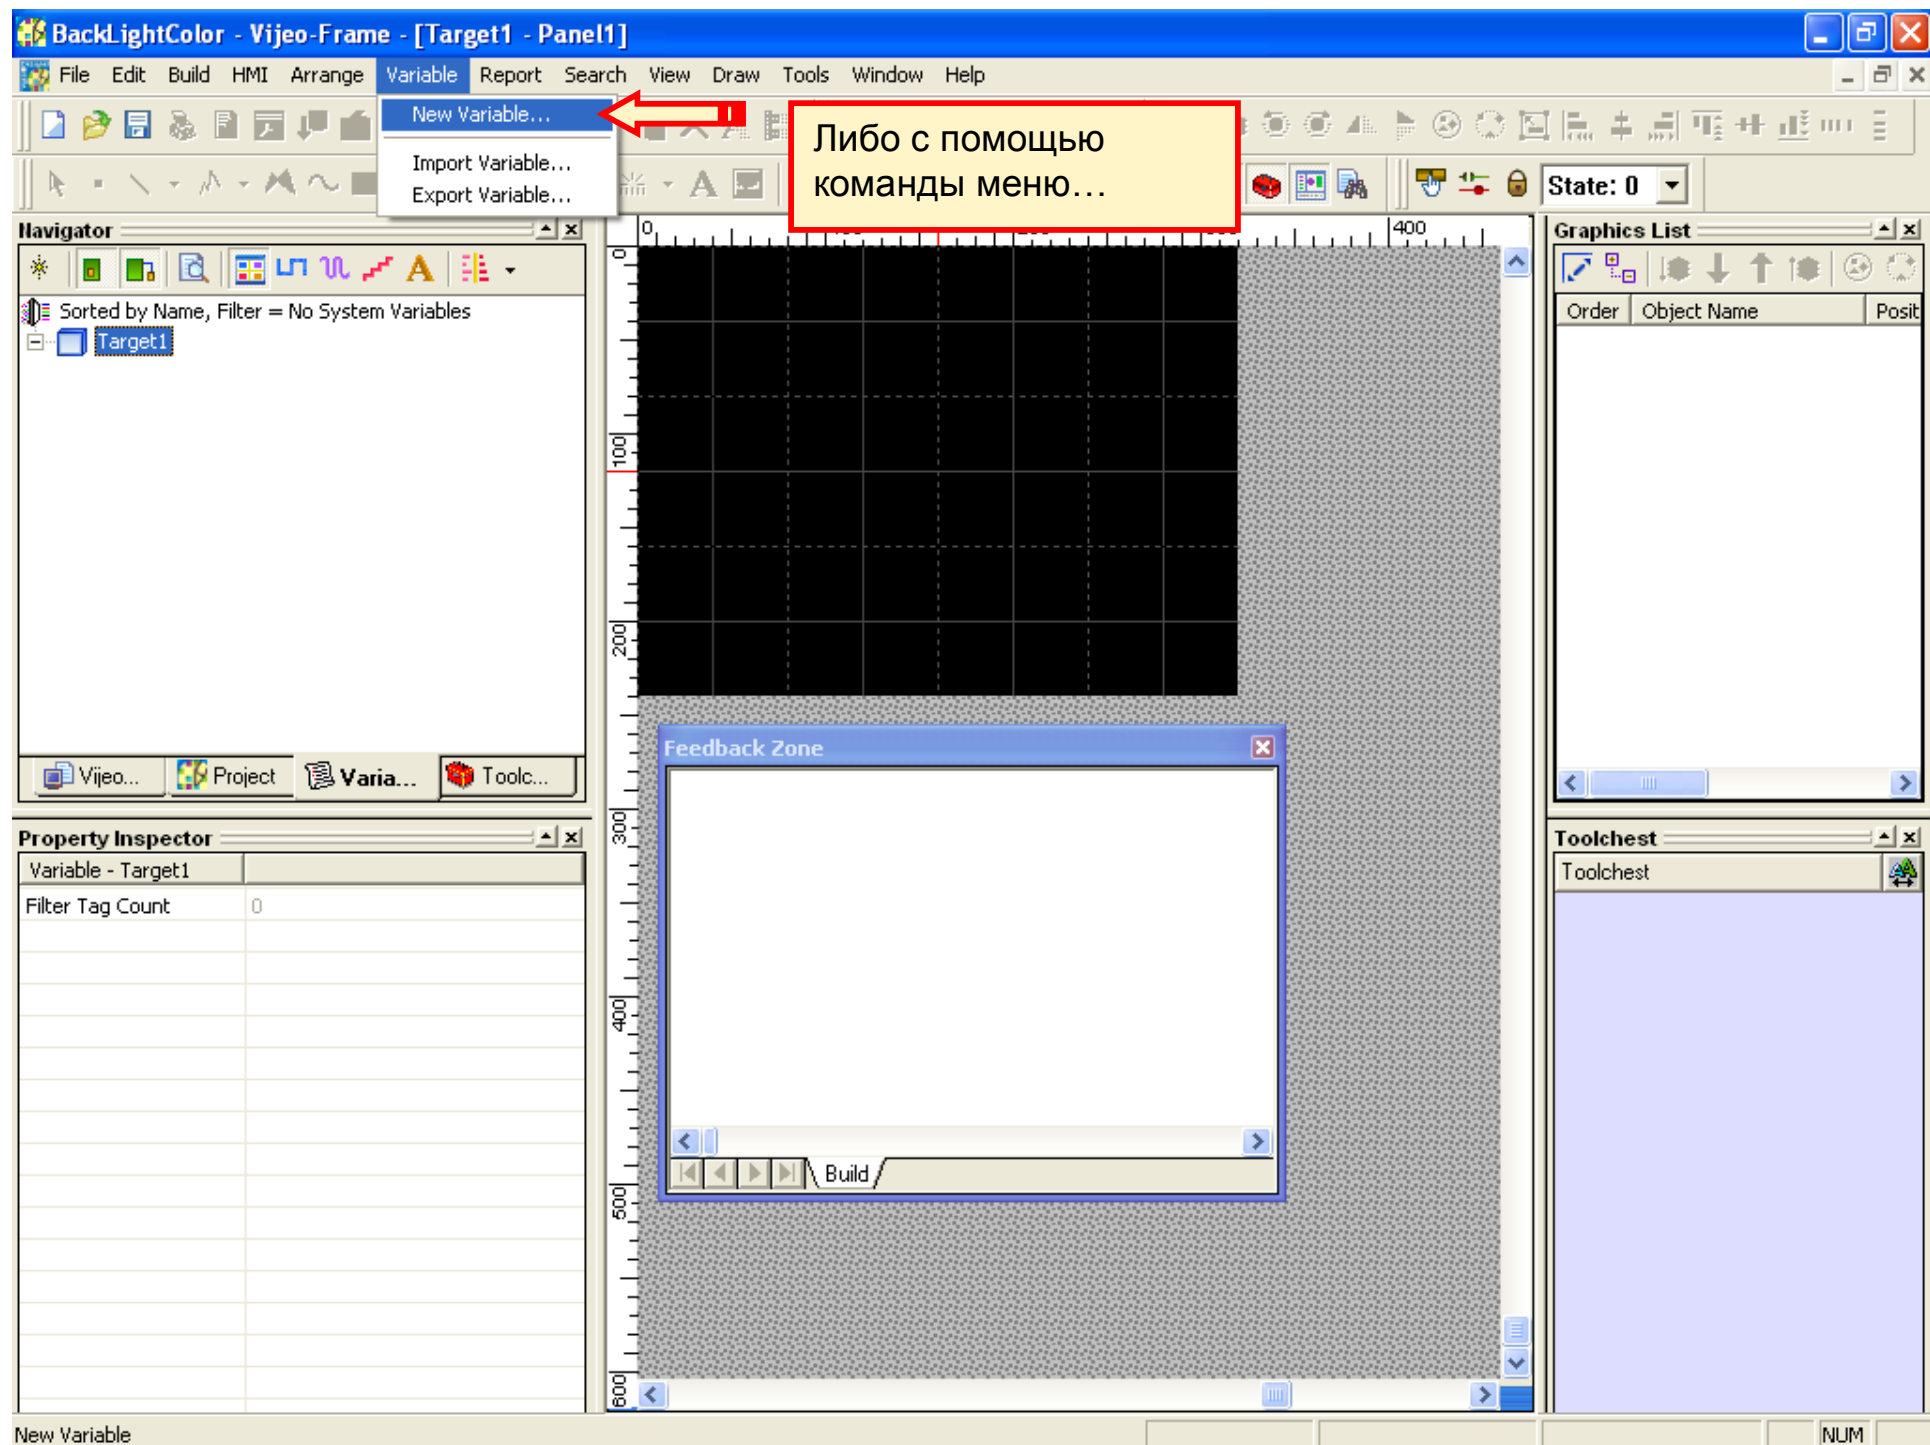 BackLightColor - Vijeo-Frame - [Target1 - Panel1]
File Edit Build HMI Arrange Variable Report Search View Draw Tools Window Help
New Variable...
Import Variable...
Export Variable...
Либо с помощью
команды меню…
State: 0
Navigator
Sorted by Name, Filter = No System Variables
Target1
Vijeo... Project Varia... Toolc...
Property Inspector
Variable - Target1
Filter Tag Count 0
0 400
0
100
200
300
400
500
600
Feedback Zone
Build
Graphics List
Order Object Name Posit
Toolchest
Toolchest
New Variable
NUM